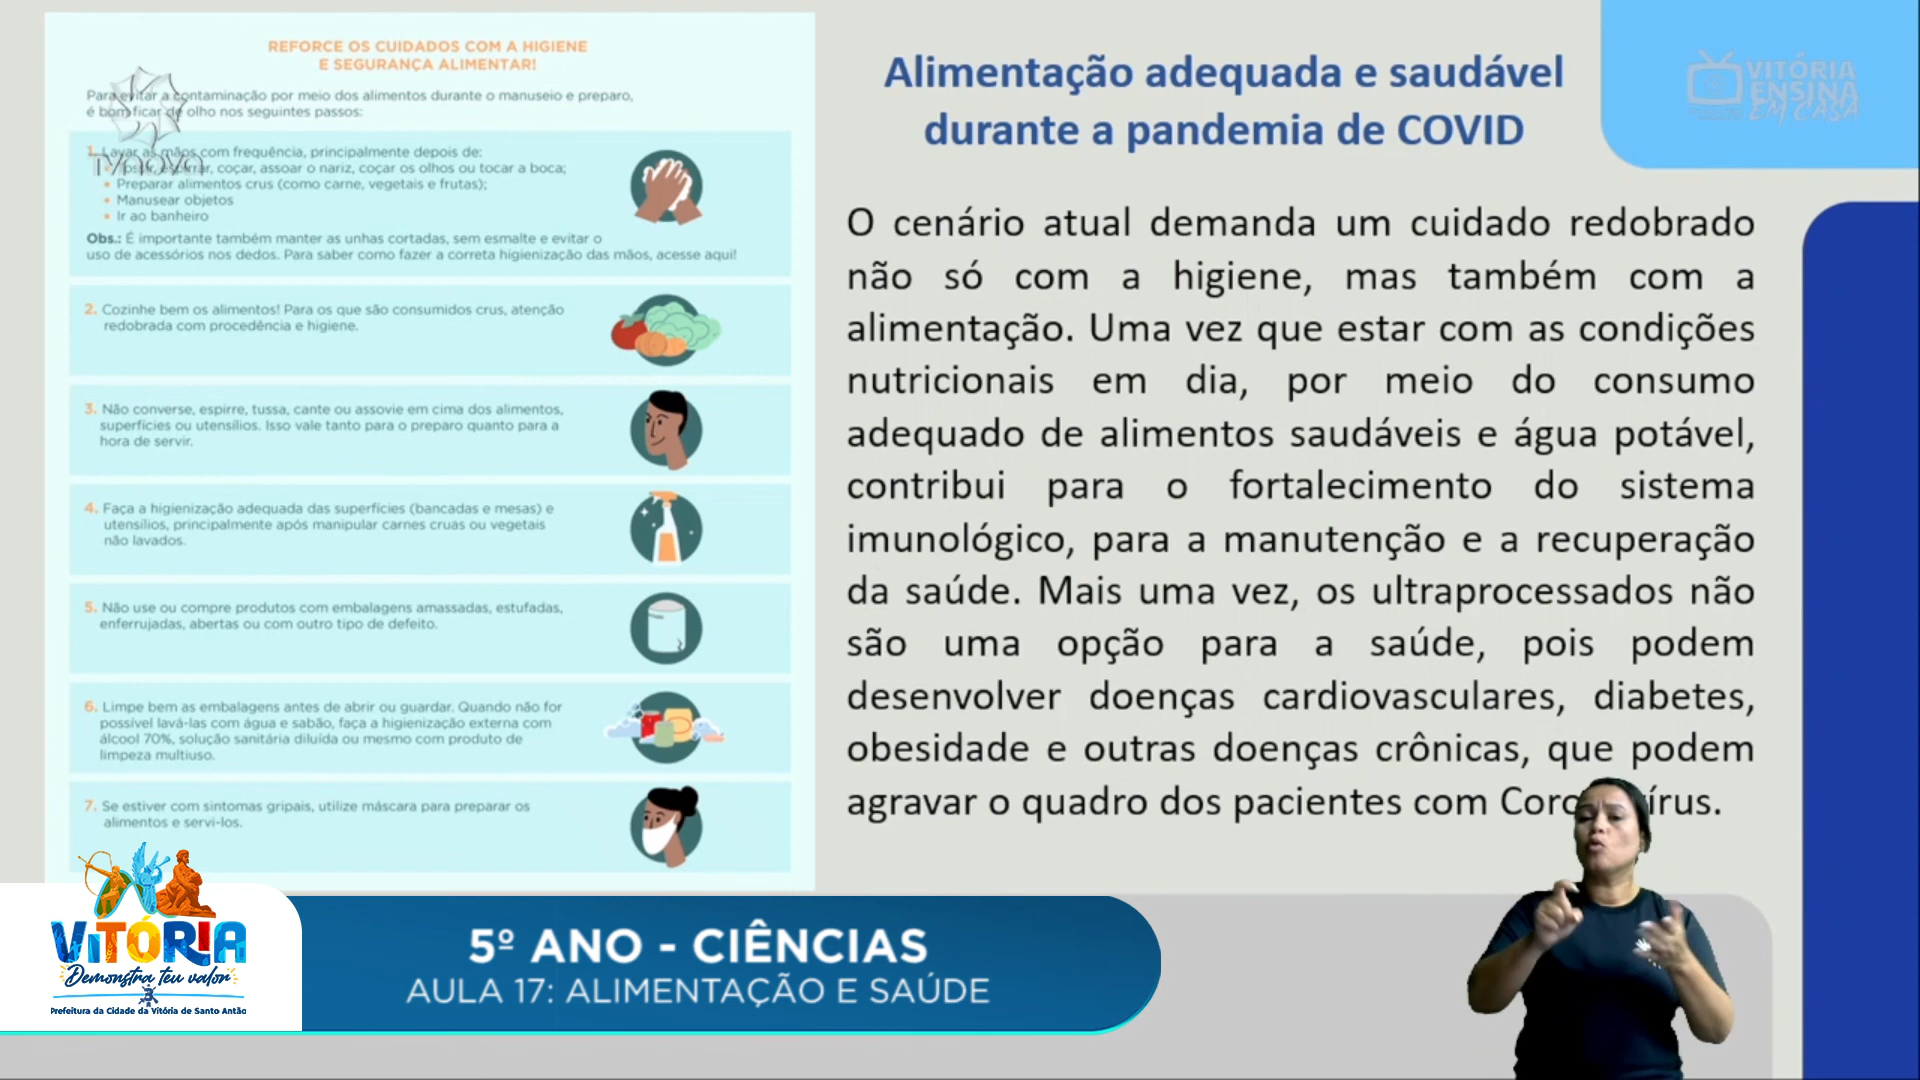 REFORCE OS CUIDADOS COM A HIGIENE
E SEGURANÇA ALIMENTAR!
Para evitar a contaminação por meio dos alimentos durante o manuseio e preparo,
é bom ficar de olho nos seguintes passos:
1. Lavar as mãos com frequência, principalmente depois de:
• Tossir, espirrar, coçar, assoar o nariz, coçar os olhos ou tocar a boca;
• Preparar alimentos crus (como carne, vegetais e frutas);
• Manusear objetos
• Ir ao banheiro
Obs.: É importante também manter as unhas cortadas, sem esmalte e evitar o
uso de acessórios nos dedos. Para saber como fazer a correta higienização das mãos, acesse aqui!
2. Cozinhe bem os alimentos! Para os que são consumidos crus, atenção
redobrada com procedência e higiene.
3. Não converse, espirre, tussa, cante ou assovie em cima dos alimentos,
superfícies ou utensílios. Isso vale tanto para o preparo quanto para a
hora de servir.
4. Faça a higienização adequada das superfícies (bancadas e mesas) e
utensílios, principalmente após manipular carnes cruas ou vegetais
não lavados.
5. Não use ou compre produtos com embalagens amassadas, estufadas,
enferrujadas, abertas ou com outro tipo de defeito.
6. Limpe bem as embalagens antes de abrir ou guardar. Quando não for
possível lavá-las com água e sabão, faça a higienização externa com
álcool 70%, solução sanitária diluída ou mesmo com produto de
limpeza multiuso.
7. Se estiver com sintomas gripais, utilize máscara para preparar os
alimentos e servi-los.
TVNOVA
Alimentação adequada e saudável
durante a pandemia de COVID
O cenário atual demanda um cuidado redobrado
não só com a higiene, mas também com a
alimentação. Uma vez que estar com as condições
nutricionais em dia, por meio do consumo
adequado de alimentos saudáveis e água potável,
contribui para o fortalecimento do sistema
imunológico, para a manutenção e a recuperação
da saúde. Mais uma vez, os ultraprocessados não
são uma opção para a saúde, pois podem
desenvolver doenças cardiovasculares, diabetes,
obesidade e outras doenças crônicas, que podem
agravar o quadro dos pacientes com Coronavírus.
VITÓRIA
ENSINA
EM CASA
VITÓRIA
Demonstra teu valor
Prefeitura da Cidade da Vitória de Santo Antão
5º ANO - CIÊNCIAS
AULA 17: ALIMENTAÇÃO E SAÚDE